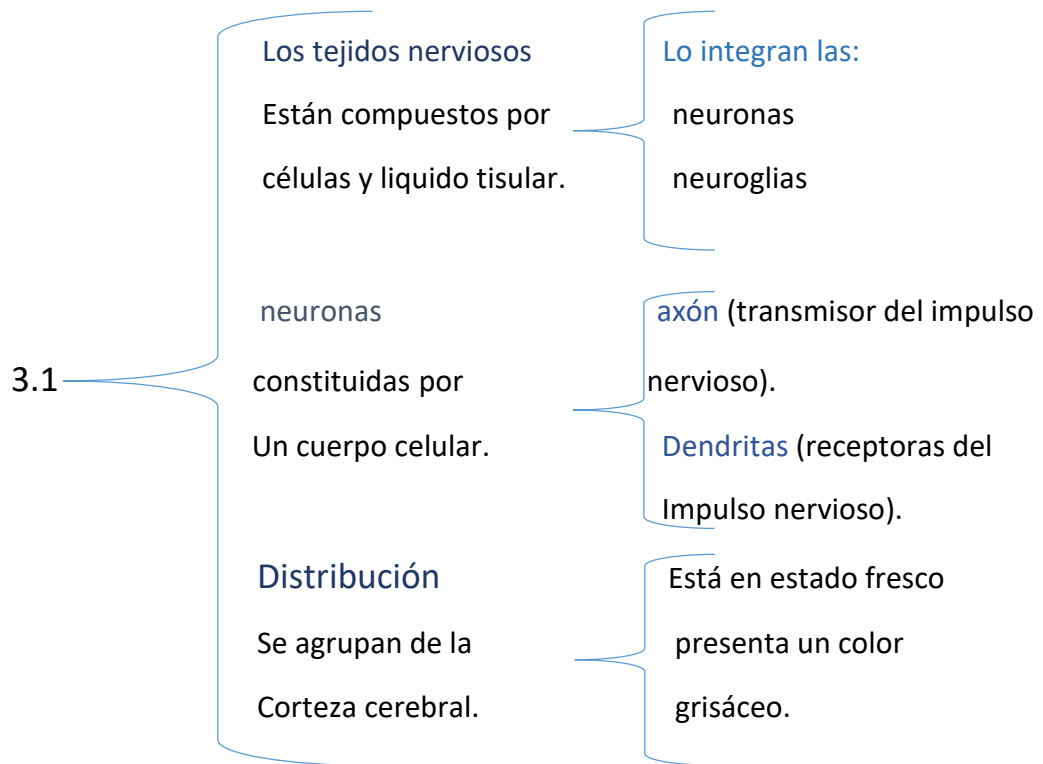 3.1
Los tejidos nerviosos
Están compuestos por
células y liquido tisular.
Lo integran las:
neuronas
neuroglias
neuronas
constituidas por
Un cuerpo celular.
axón (transmisor del impulso
nervioso).
Dendritas (receptoras del
Impulso nervioso).
Distribución
Se agrupan de la
Corteza cerebral.
Está en estado fresco
presenta un color
grisáceo.